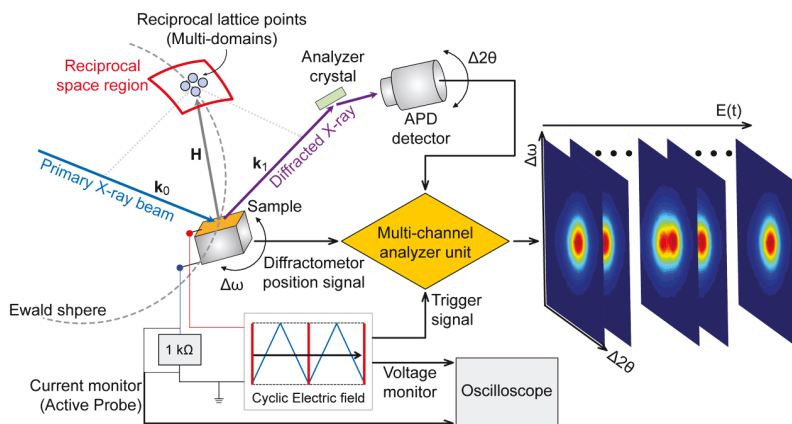 Reciprocal lattice points
(Multi-domains)
Reciprocal
space region
Analyzer
crystal
Δ2θ
APD
detector
H
k1
Diffracted X-ray
k0
Primary X-ray beam
Sample
Δω
Diffractometor
position signal
Multi-channel
analyzer unit
E(t)
Δω
Δ2θ
Ewald shpere
Trigger
signal
1 kΩ
Voltage
monitor
Current monitor
(Active Probe)
Cyclic Electric field
Oscilloscope